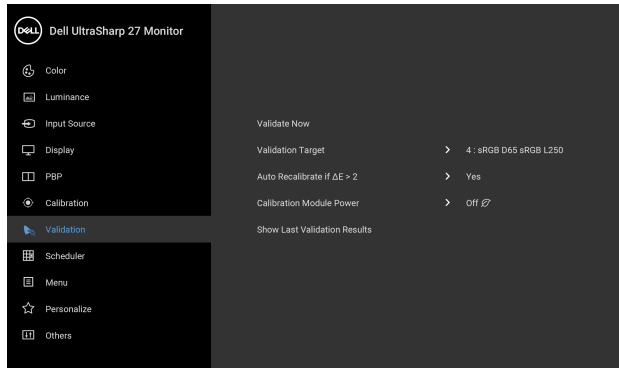 DELL Dell UltraSharp 27 Monitor
Color
Luminance
Input Source
Validate Now
Display
Validation Target 4 : sRGB D65 sRGB L250
PBP
Auto Recalibrate if ΔE > 2 Yes
Calibration
Calibration Module Power Off
Validation
Show Last Validation Results
Scheduler
Menu
Personalize
Others